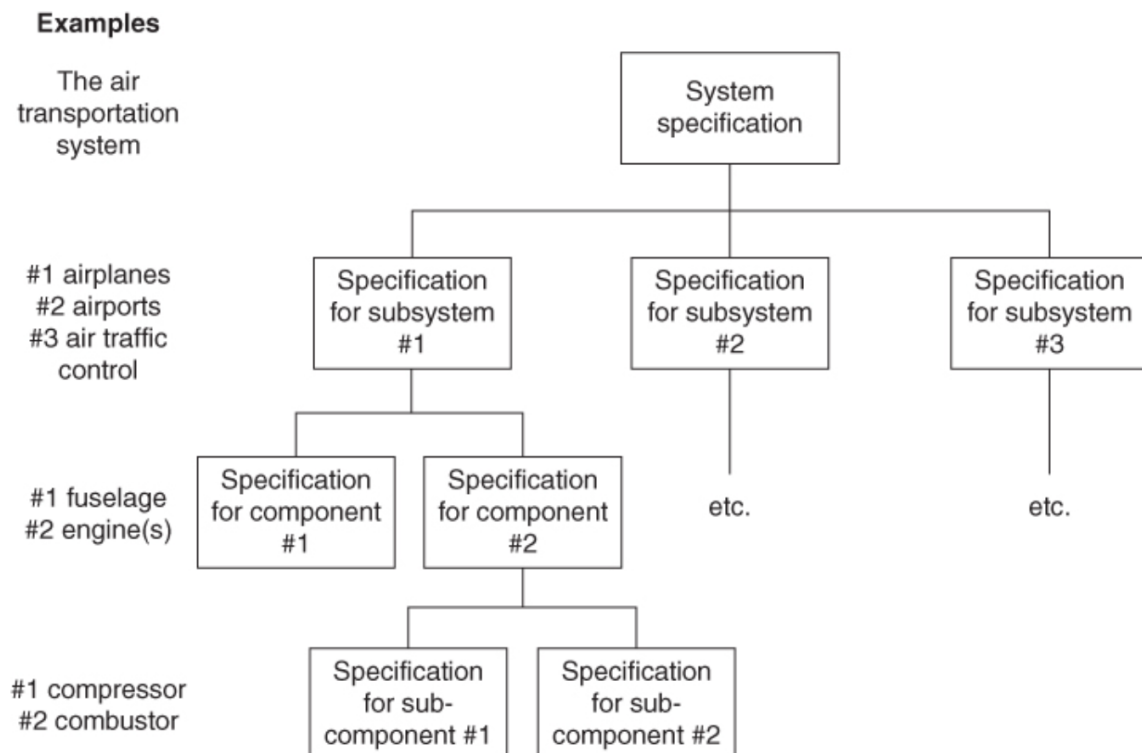 Examples
The air
transportation
system
System
specification
#1 airplanes
#2 airports
#3 air traffic
control
Specification
for subsystem
#1
Specification
for subsystem
#2
Specification
for subsystem
#3
#1 fuselage
#2 engine(s)
Specification
for component
#1
Specification
for component
#2
etc.
etc.
#1 compressor
#2 combustor
Specification
for sub-
component #1
Specification
for sub-
component #2